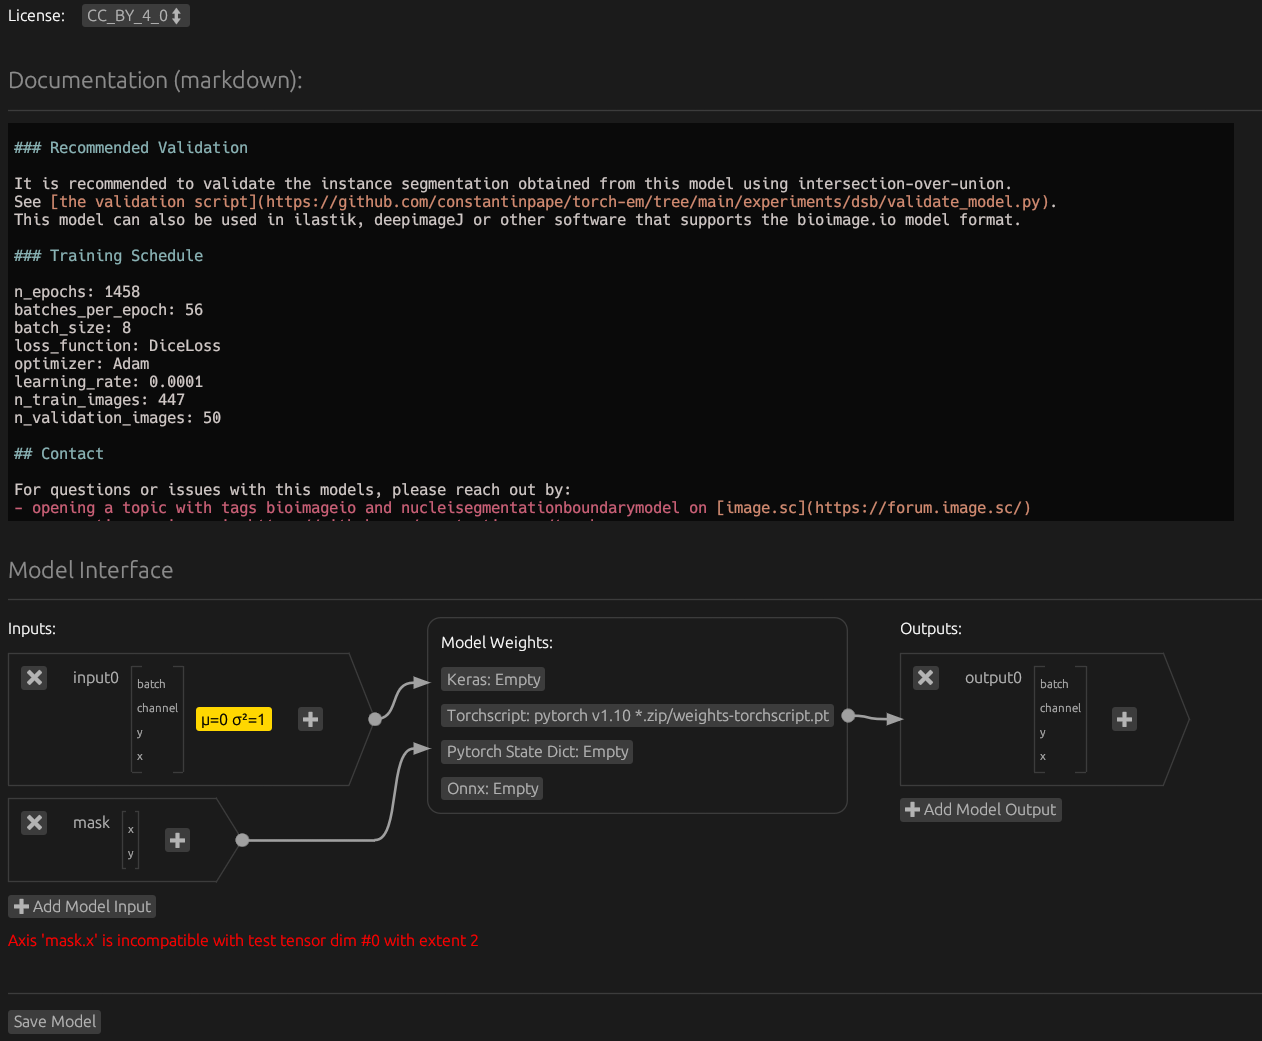 License: CC_BY_4_0
Documentation (markdown):
### Recommended Validation
It is recommended to validate the instance segmentation obtained from this model using intersection-over-union.
See [the validation script](https://github.com/constantinpape/torch-em/tree/main/experiments/dsb/validate_model.py).
This model can also be used in ilastik, deepimageJ or other software that supports the bioimage.io model format.
### Training Schedule
n_epochs: 1458
batches_per_epoch: 56
batch_size: 8
loss_function: DiceLoss
optimizer: Adam
learning_rate: 0.0001
n_train_images: 447
n_validation_images: 50
## Contact
For questions or issues with this models, please reach out by:
- opening a topic with tags bioimageio and nucleisegmentationboundarymodel on [image.sc](https://forum.image.sc/)
Model Interface
Inputs:
input0
batch
channel
y
x
μ=0 σ²=1
mask
x
y
Add Model Input
Axis 'mask.x' is incompatible with test tensor dim #0 with extent 2
Model Weights:
Keras: Empty
Torchscript: pytorch v1.10 *.zip/weights-torchscript.pt
Pytorch State Dict: Empty
Onnx: Empty
Outputs:
output0
batch
channel
y
x
Add Model Output
Save Model